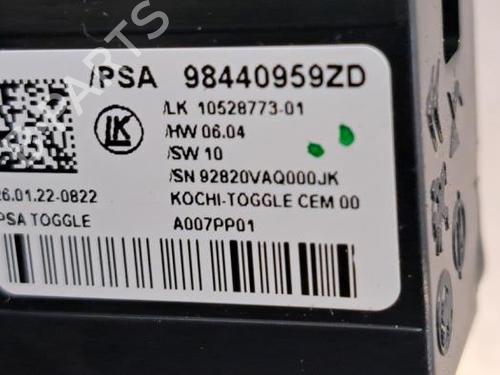 /PSA 98440959ZD
/LK 10528773-01
LK
/HW 06.04
/SW 10
/SN 92820VAQ000JK
26.01.22-0822 KOCHI-TOGGLE CEM 00
PSA TOGGLE A007PP01
PARTS